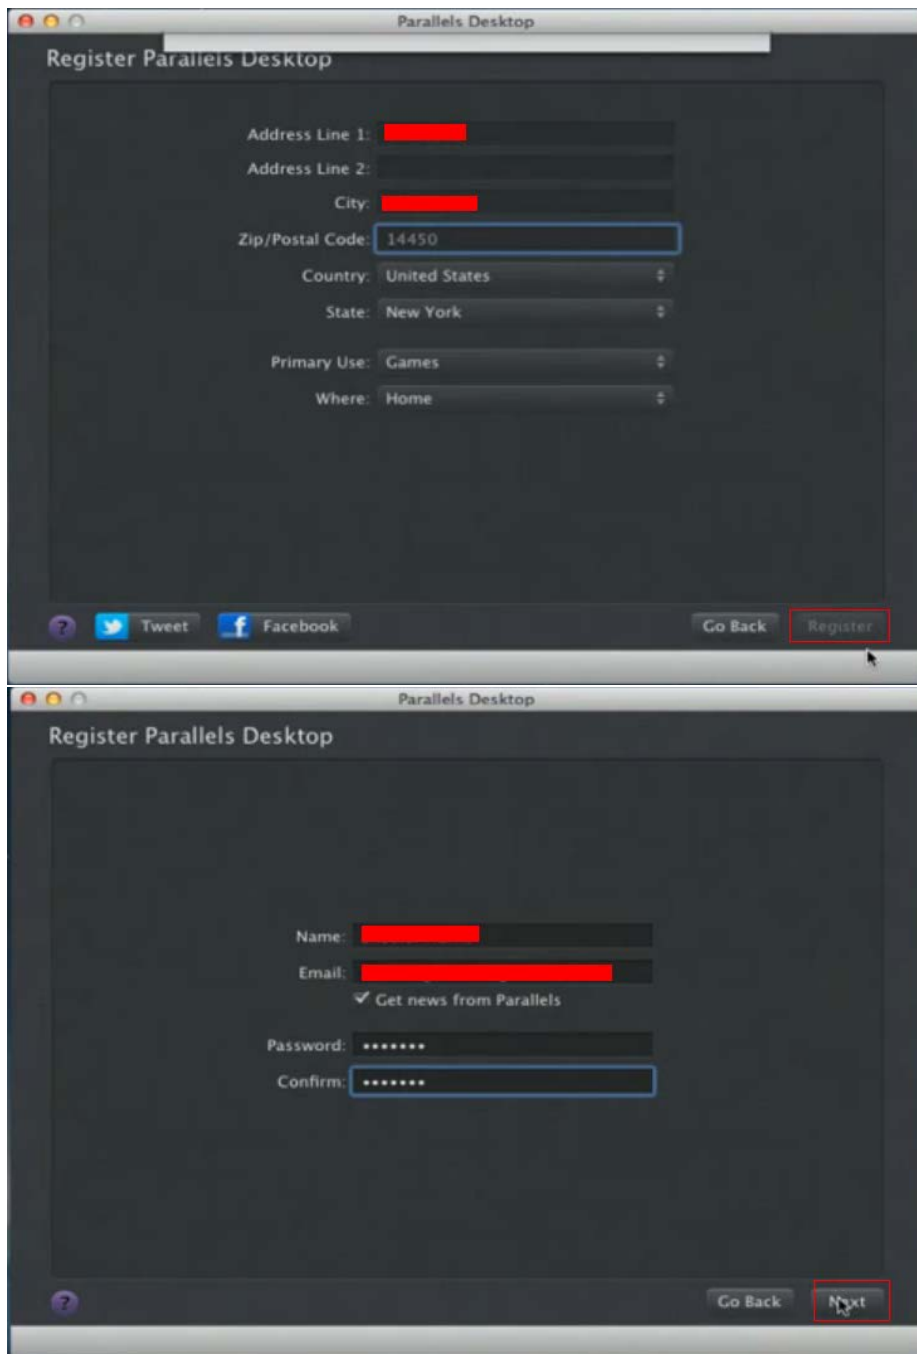 Parallels Desktop
Register Parallels Desktop
Address Line 1:
Address Line 2:
City:
Zip/Postal Code: 14450
Country: United States
State: New York
Primary Use: Games
Where: Home
? Tweet Facebook Go Back Register
Parallels Desktop
Register Parallels Desktop
Name:
Email:
Get news from Parallels
Password: •••••••
Confirm: •••••••
? Go Back Next